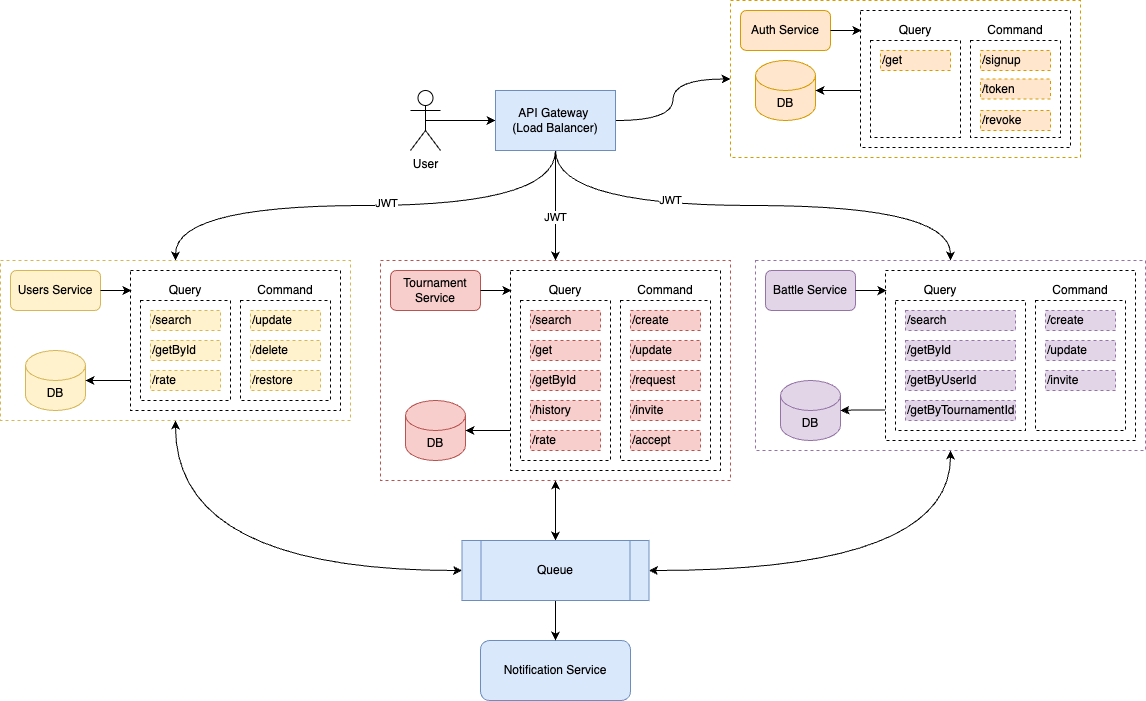 Auth Service
Query
Command
/get
/signup
/token
/revoke
DB
API Gateway
(Load Balancer)
User
JWT
JWT
JWT
Users Service
Query
Command
/search
/update
/getById
/delete
/rate
/restore
DB
Tournament
Service
Query
Command
/search
/create
/get
/update
/getById
/request
/history
/invite
/rate
/accept
DB
Battle Service
Query
Command
/search
/create
/getById
/update
/getByUserId
/invite
/getByTournamentId
DB
Queue
Notification Service